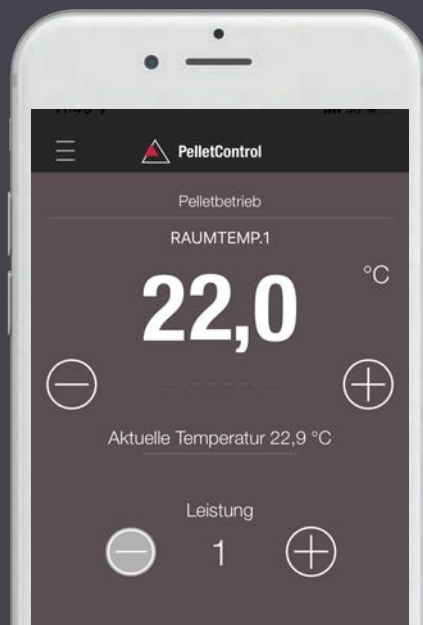 PelletControl
Pelletbetrieb
RAUMTEMP.1
22,0 °C
Aktuelle Temperatur 22,9 °C
Leistung
1